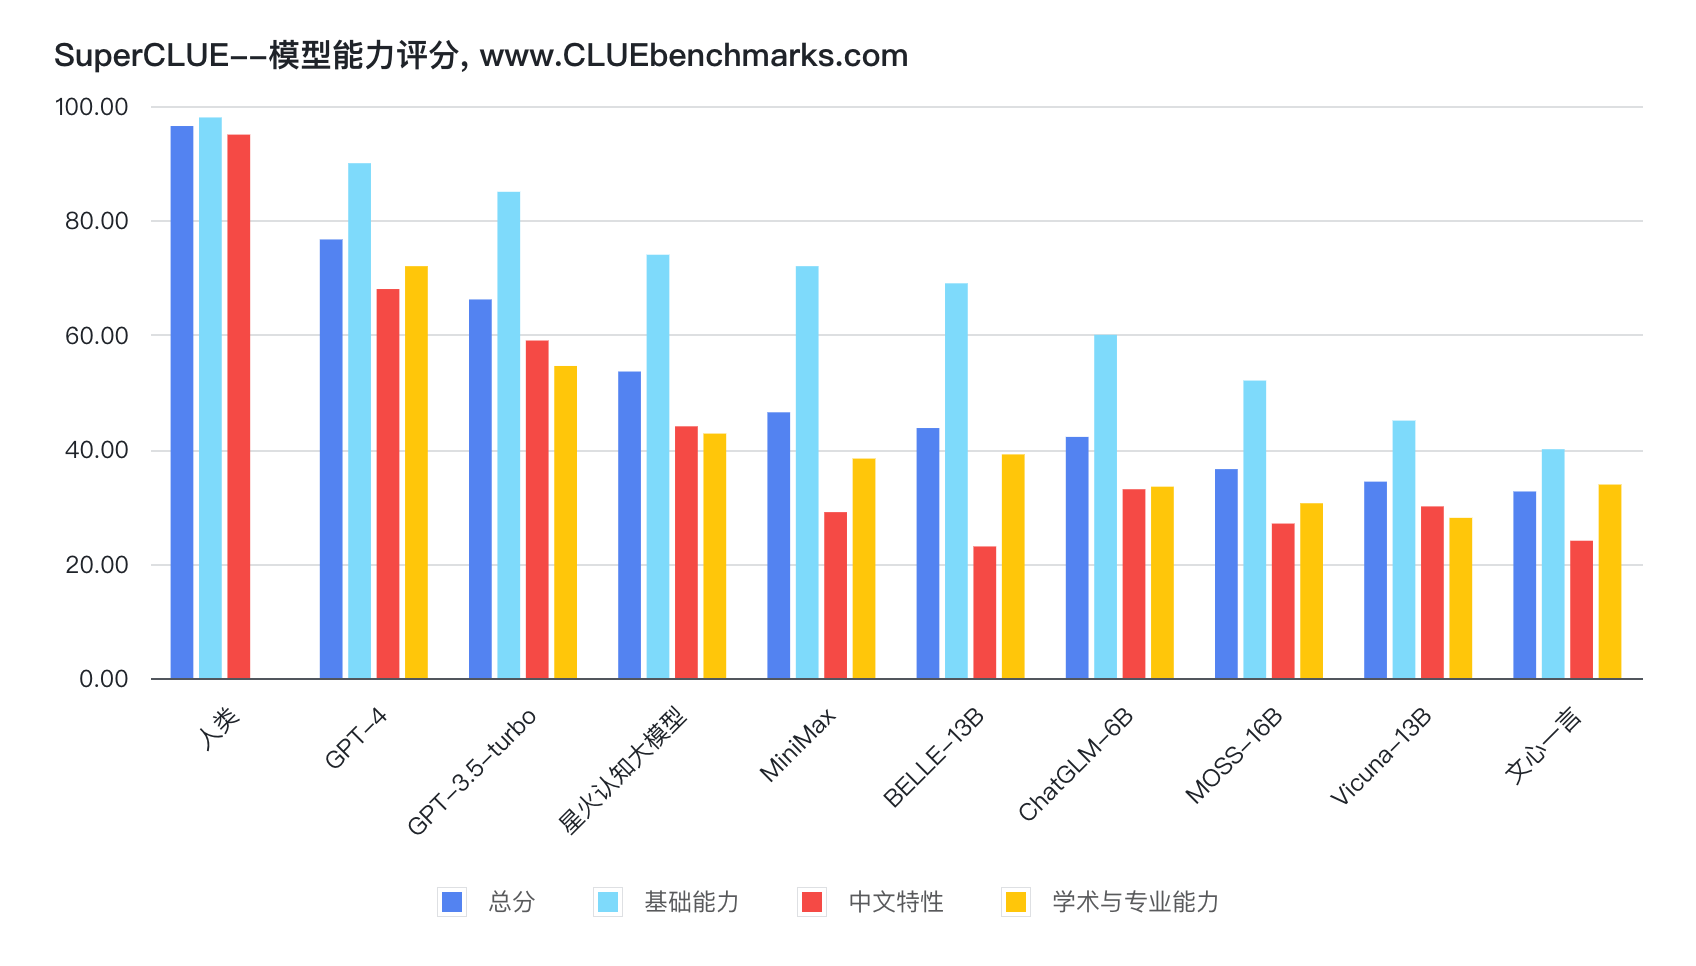 SuperCLUE--模型能力评分, www.CLUEbenchmarks.com
100.00
80.00
60.00
40.00
20.00
0.00
人类
GPT-4
GPT-3.5-turbo
星火认知大模型
MiniMax
BELLE-13B
ChatGLM-6B
MOSS-16B
Vicuna-13B
文心一言
总分
基础能力
中文特性
学术与专业能力